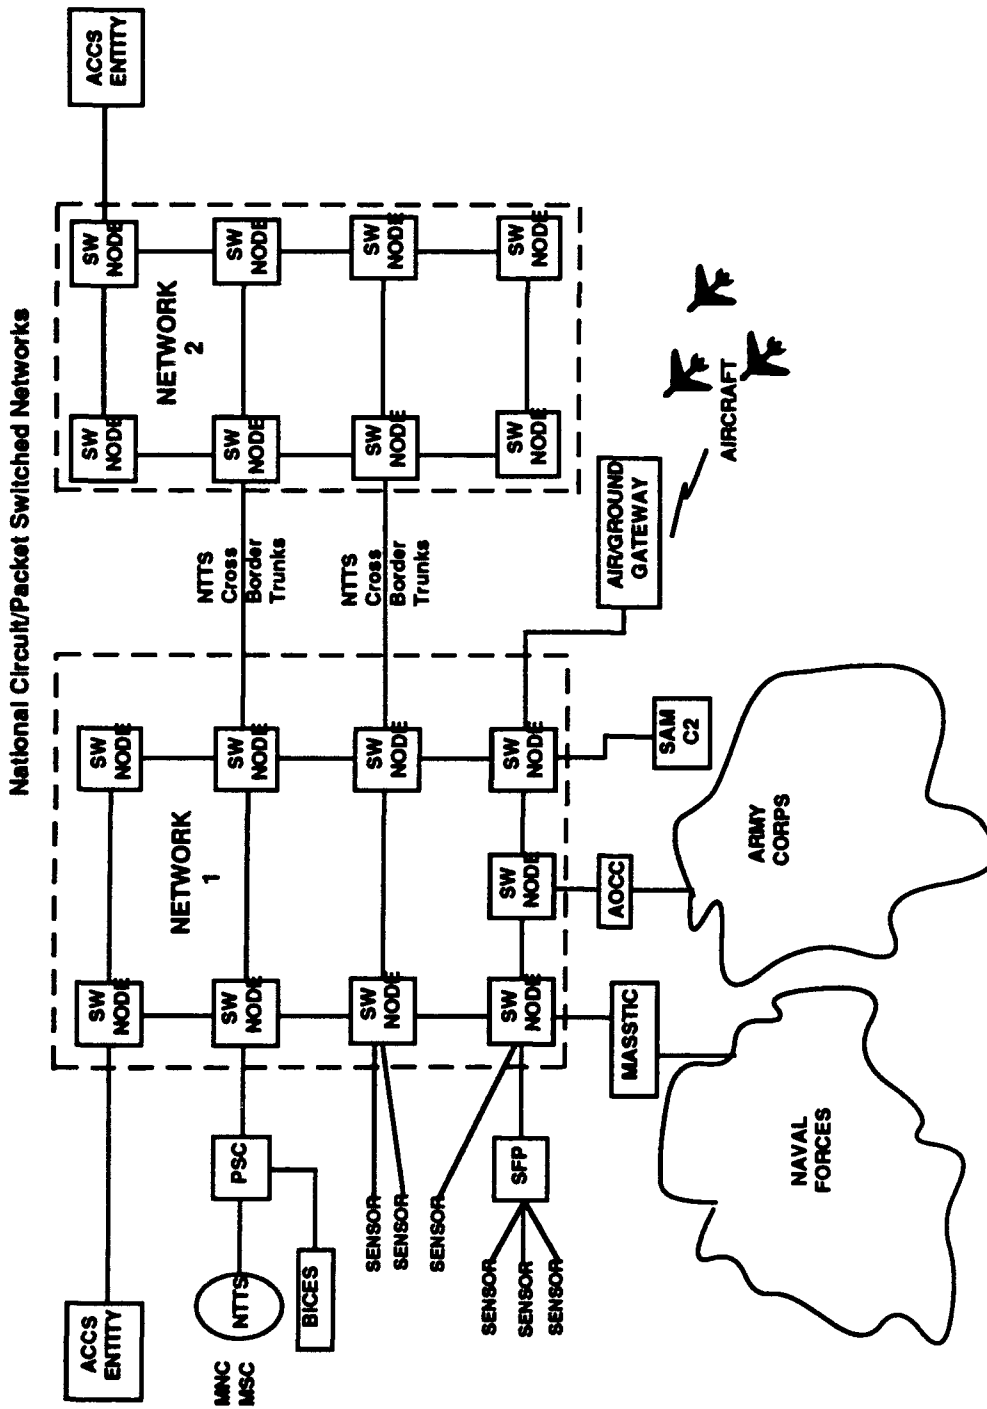 National Circuit/Packet Switched Networks
ACCS
ENTITY
SW
NODE
SW
NODE
SW
NODE
SW
NODE
ACCS
ENTITY
NETWORK
1
NETWORK
2
MNC
MSC
NTTS
PSC
SW
NODE
SW
NODE
NTTS
Cross
Border
Trunks
SW
NODE
SW
NODE
BICES
SENSOR
SENSOR
SW
NODE
SW
NODE
NTTS
Cross
Border
Trunks
SW
NODE
SW
NODE
SENSOR
SENSOR
SENSOR
SENSOR
SFP
SW
NODE
SW
NODE
SW
NODE
SW
NODE
SW
NODE
MASSTIC
AOCC
SAM
C2
AIR/GROUND
GATEWAY
AIRCRAFT
NAVAL
FORCES
ARMY
CORPS